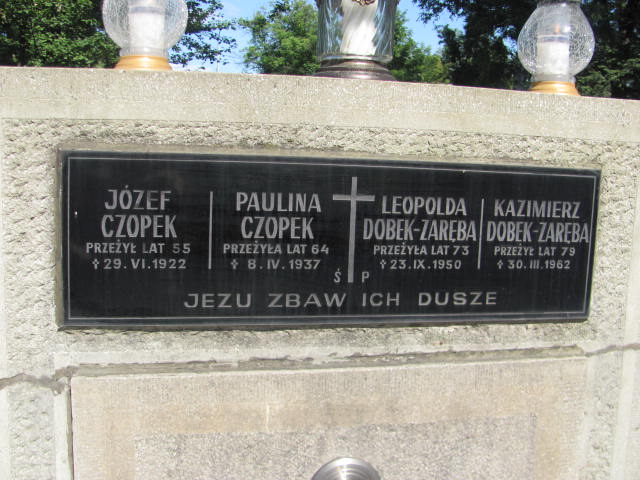 JÓZEF
CZOPEK
PRZEŻYŁ LAT 55
† 29. VI. 1922
PAULINA
CZOPEK
PRZEŻYŁA LAT 64
† 8. IV. 1937
Ś P
LEOPOLDA
DOBEK-ZARĘBA
PRZEŻYŁA LAT 73
† 23. IX. 1950
KAZIMIERZ
DOBEK-ZARĘBA
PRZEŻYŁ LAT 79
† 30. III. 1962
JEZU ZBAW ICH DUSZE